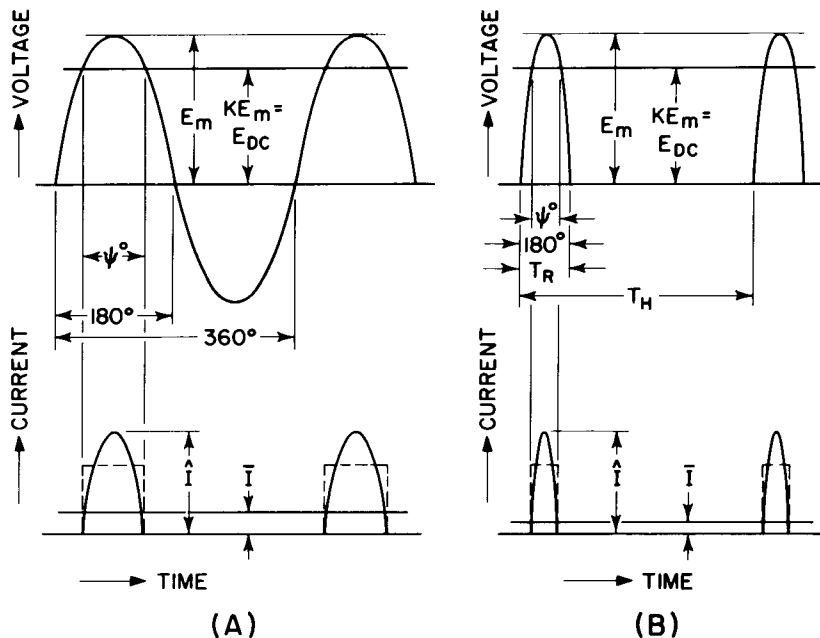 VOLTAGE
E_m
KE_m =
E_DC
ψ°
180°
360°
CURRENT
Î
Ī
TIME
(A)
VOLTAGE
E_m
KE_m =
E_DC
ψ°
180°
T_R
T_H
CURRENT
Î
Ī
TIME
(B)